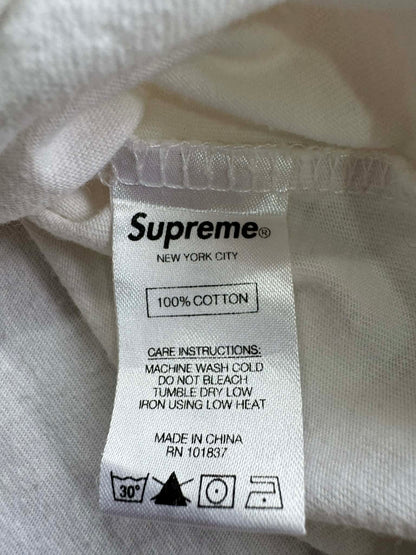 Supreme®
NEW YORK CITY
100% COTTON
CARE INSTRUCTIONS:
MACHINE WASH COLD
DO NOT BLEACH
TUMBLE DRY LOW
IRON USING LOW HEAT
MADE IN CHINA
RN 101837
30°